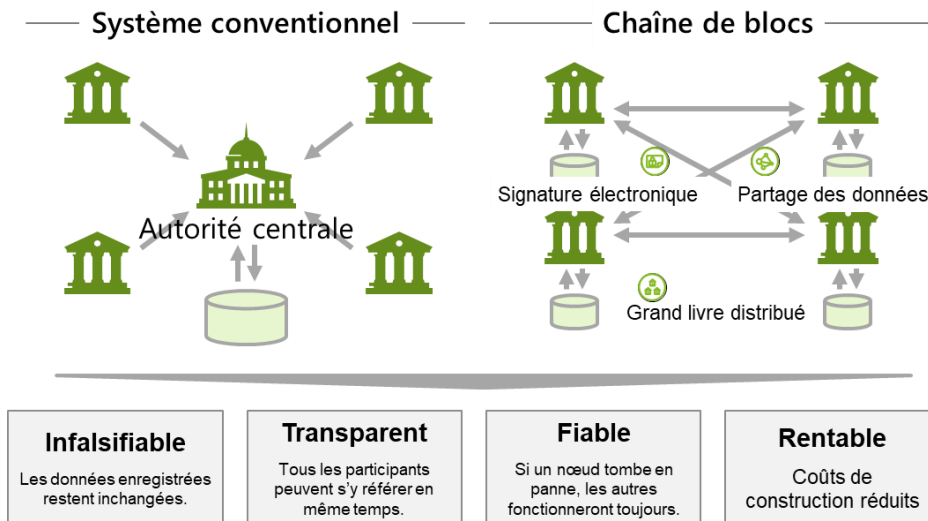 Système conventionnel
Chaîne de blocs
Autorité centrale
Signature électronique
Partage des données
Grand livre distribué
Infalsifiable
Les données enregistrées
restent inchangées.
Transparent
Tous les participants
peuvent s’y référer en
même temps.
Fiable
Si un nœud tombe en
panne, les autres
fonctionneront toujours.
Rentable
Coûts de
construction réduits